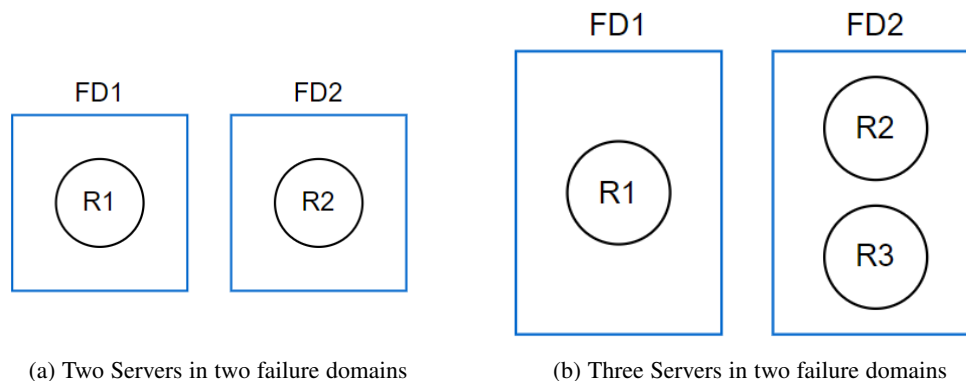 FD1 FD2
R1 R2
(a) Two Servers in two failure domains
FD1 FD2
R2
R1
R3
(b) Three Servers in two failure domains